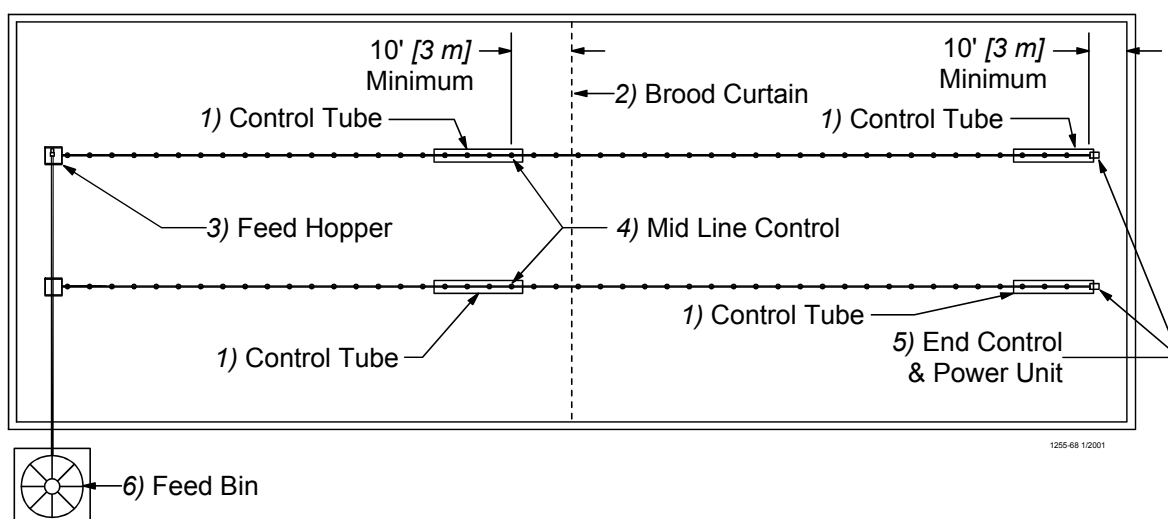 10' [3 m]
Minimum
10' [3 m]
Minimum
2) Brood Curtain
1) Control Tube
1) Control Tube
3) Feed Hopper
4) Mid Line Control
1) Control Tube
1) Control Tube
5) End Control
& Power Unit
1255-68 1/2001
6) Feed Bin